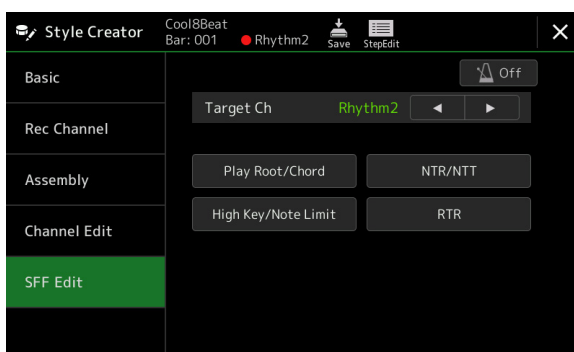 Style Creator
Cool8Beat
Bar: 001 Rhythm2
Save
StepEdit
Basic
Off
Target Ch Rhythm2
Rec Channel
Assembly
Play Root/Chord NTR/NTT
Channel Edit
High Key/Note Limit RTR
SFF Edit